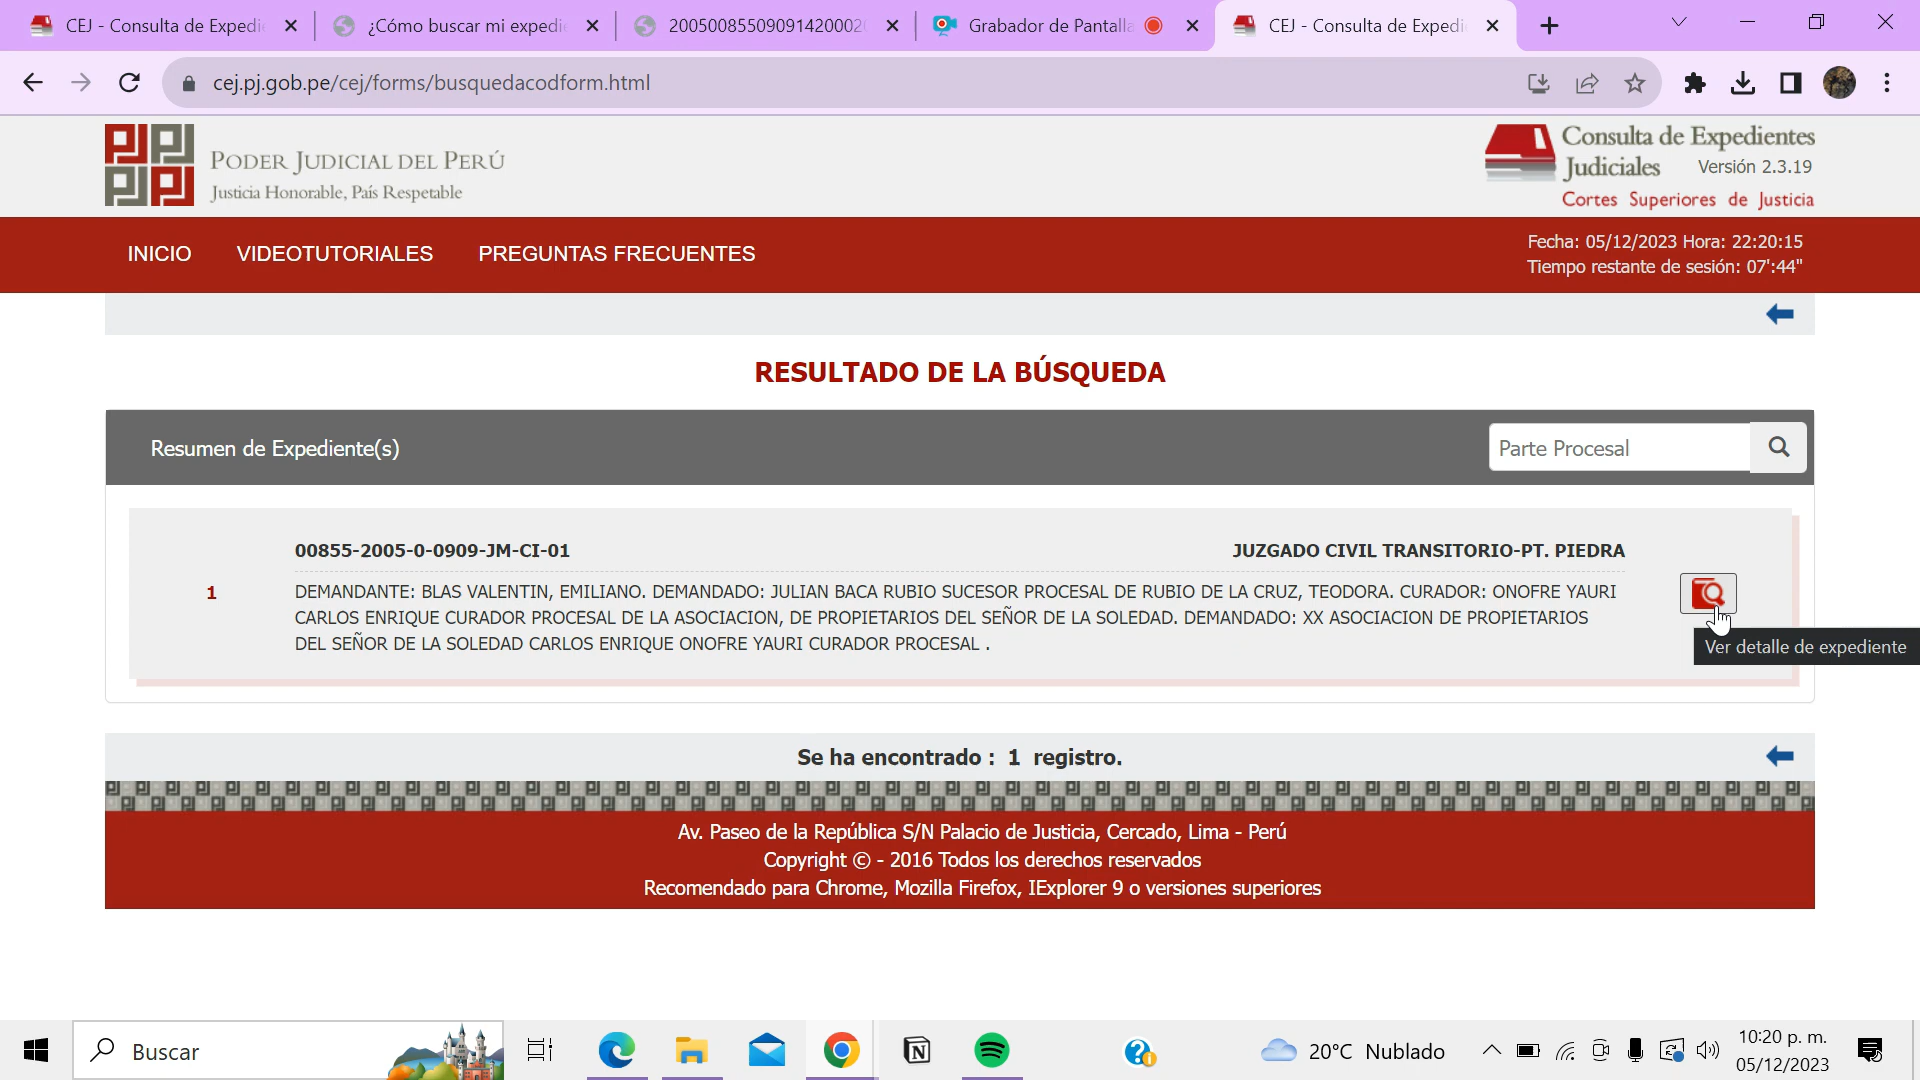 CEJ - Consulta de Expedi
¿Cómo buscar mi expedi
20050085509091420002
Grabador de Pantalla
CEJ - Consulta de Expedi
cej.pj.gob.pe/cej/forms/busquedacodform.html
PODER JUDICIAL DEL PERÚ
Justicia Honorable, País Respetable
Consulta de Expedientes
Judiciales Versión 2.3.19
Cortes Superiores de Justicia
INICIO VIDEOTUTORIALES PREGUNTAS FRECUENTES
Fecha: 05/12/2023 Hora: 22:20:15
Tiempo restante de sesión: 07':44"
RESULTADO DE LA BÚSQUEDA
Resumen de Expediente(s)
Parte Procesal
00855-2005-0-0909-JM-CI-01 JUZGADO CIVIL TRANSITORIO-PT. PIEDRA
1
DEMANDANTE: BLAS VALENTIN, EMILIANO. DEMANDADO: JULIAN BACA RUBIO SUCESOR PROCESAL DE RUBIO DE LA CRUZ, TEODORA. CURADOR: ONOFRE YAURI
CARLOS ENRIQUE CURADOR PROCESAL DE LA ASOCIACION, DE PROPIETARIOS DEL SEÑOR DE LA SOLEDAD. DEMANDADO: XX ASOCIACION DE PROPIETARIOS
DEL SEÑOR DE LA SOLEDAD CARLOS ENRIQUE ONOFRE YAURI CURADOR PROCESAL .
Ver detalle de expediente
Se ha encontrado : 1 registro.
Av. Paseo de la República S/N Palacio de Justicia, Cercado, Lima - Perú
Copyright © - 2016 Todos los derechos reservados
Recomendado para Chrome, Mozilla Firefox, IExplorer 9 o versiones superiores
Buscar
20°C Nublado
10:20 p. m.
05/12/2023